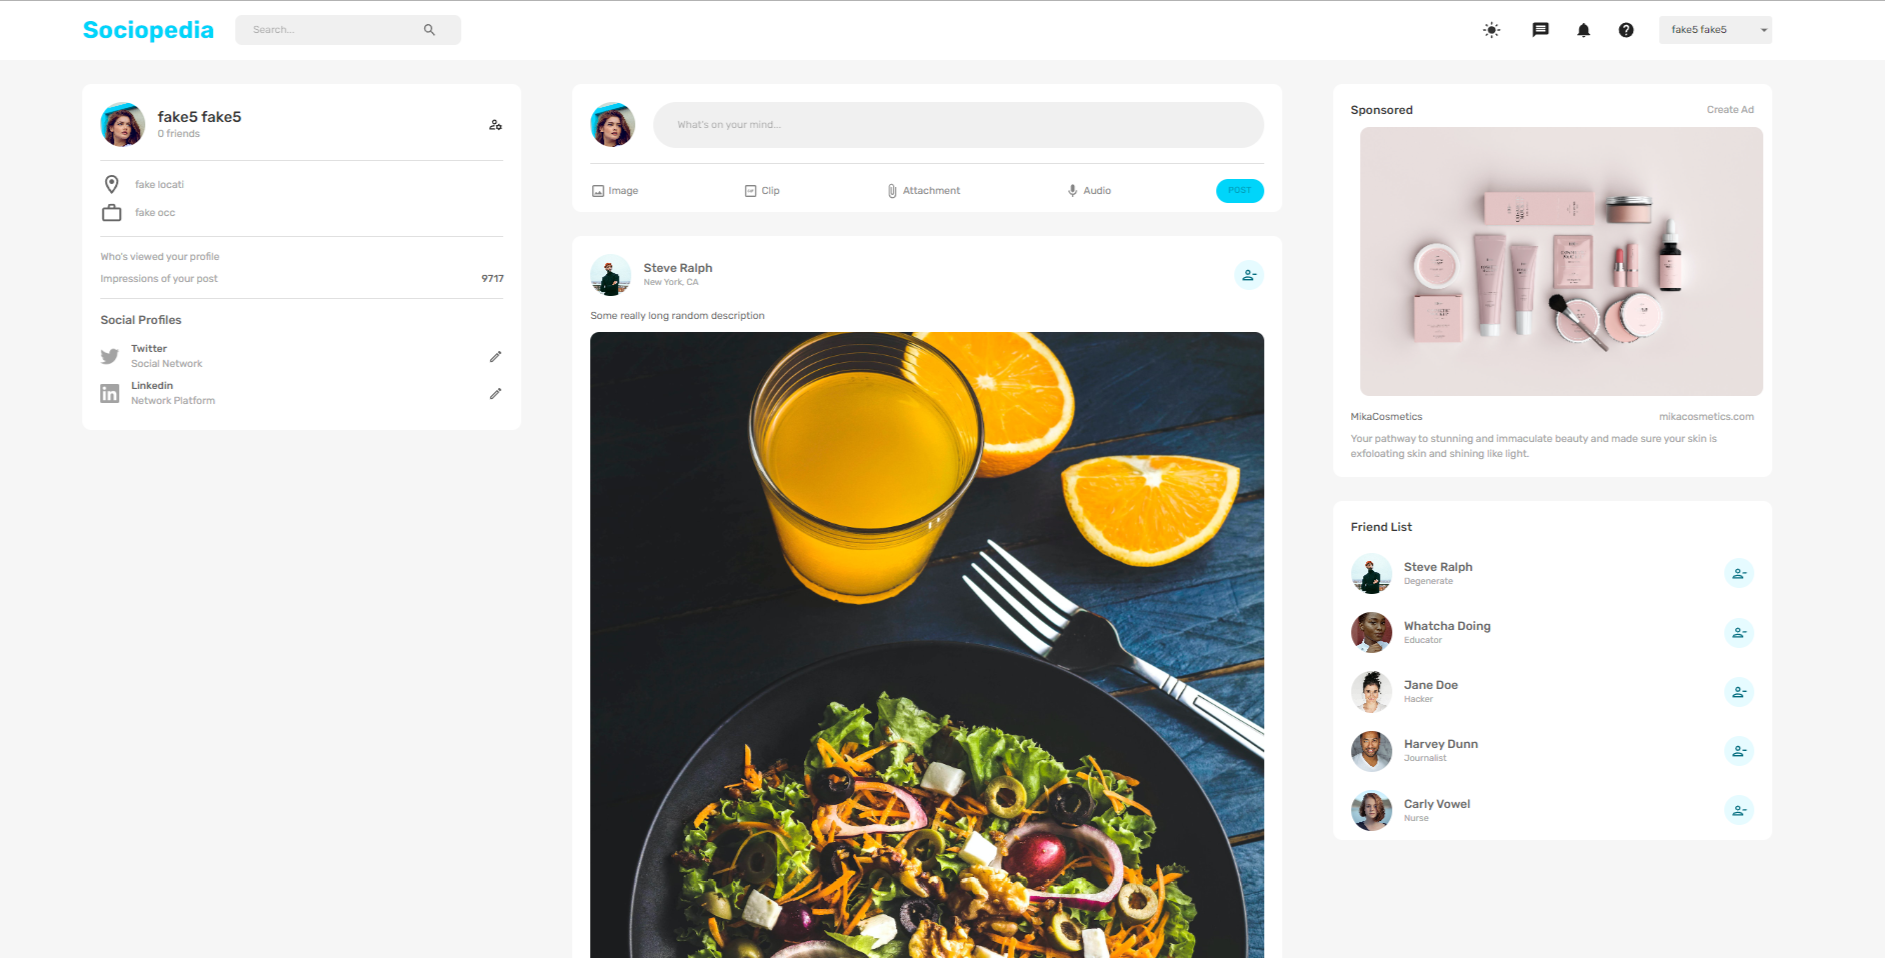 Sociopedia
Search...
fake5 fake5
fake5 fake5
0 friends
fake locati
fake occ
Who's viewed your profile
Impressions of your post 9717
Social Profiles
Twitter
Social Network
Linkedin
Network Platform
What's on your mind...
Image Clip Attachment Audio POST
Steve Ralph
New York, CA
Some really long random description
Sponsored Create Ad
MikaCosmetics mikacosmetics.com
Your pathway to stunning and immaculate beauty and made sure your skin is
exfoloating skin and shining like light.
Friend List
Steve Ralph
Degenerate
Whatcha Doing
Educator
Jane Doe
Hacker
Harvey Dunn
Journalist
Carly Vowel
Nurse